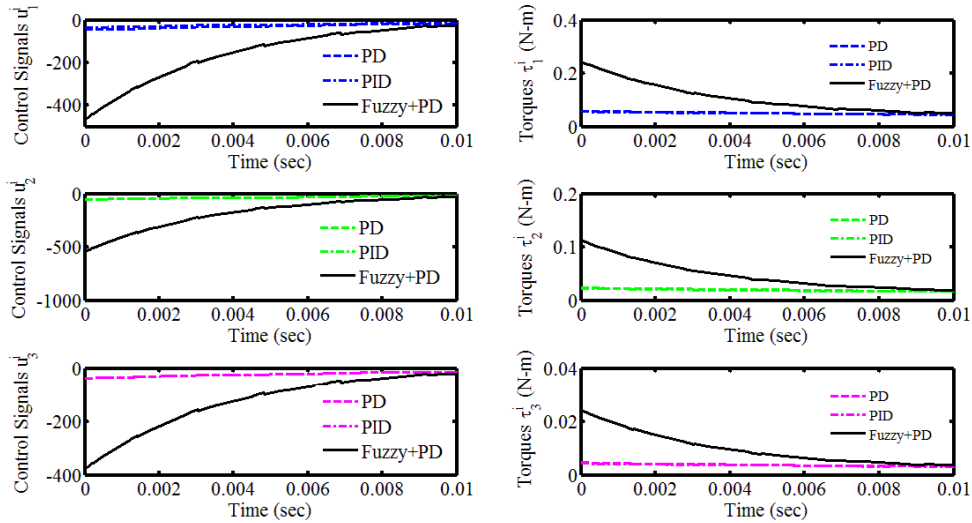 Control Signals u₁ⁱ
0
-200
-400
PD
PID
Fuzzy+PD
0 0.002 0.004 0.006 0.008 0.01
Time (sec)
Torques τ₁ⁱ (N-m)
0.4
0.2
0
PD
PID
Fuzzy+PD
0 0.002 0.004 0.006 0.008 0.01
Time (sec)
Control Signals u₂ⁱ
0
-500
-1000
PD
PID
Fuzzy+PD
0 0.002 0.004 0.006 0.008 0.01
Time (sec)
Torques τ₂ⁱ (N-m)
0.2
0.1
0
PD
PID
Fuzzy+PD
0 0.002 0.004 0.006 0.008 0.01
Time (sec)
Control Signals u₃ⁱ
0
-200
-400
PD
PID
Fuzzy+PD
0 0.002 0.004 0.006 0.008 0.01
Time (sec)
Torques τ₃ⁱ (N-m)
0.04
0.02
0
PD
PID
Fuzzy+PD
0 0.002 0.004 0.006 0.008 0.01
Time (sec)